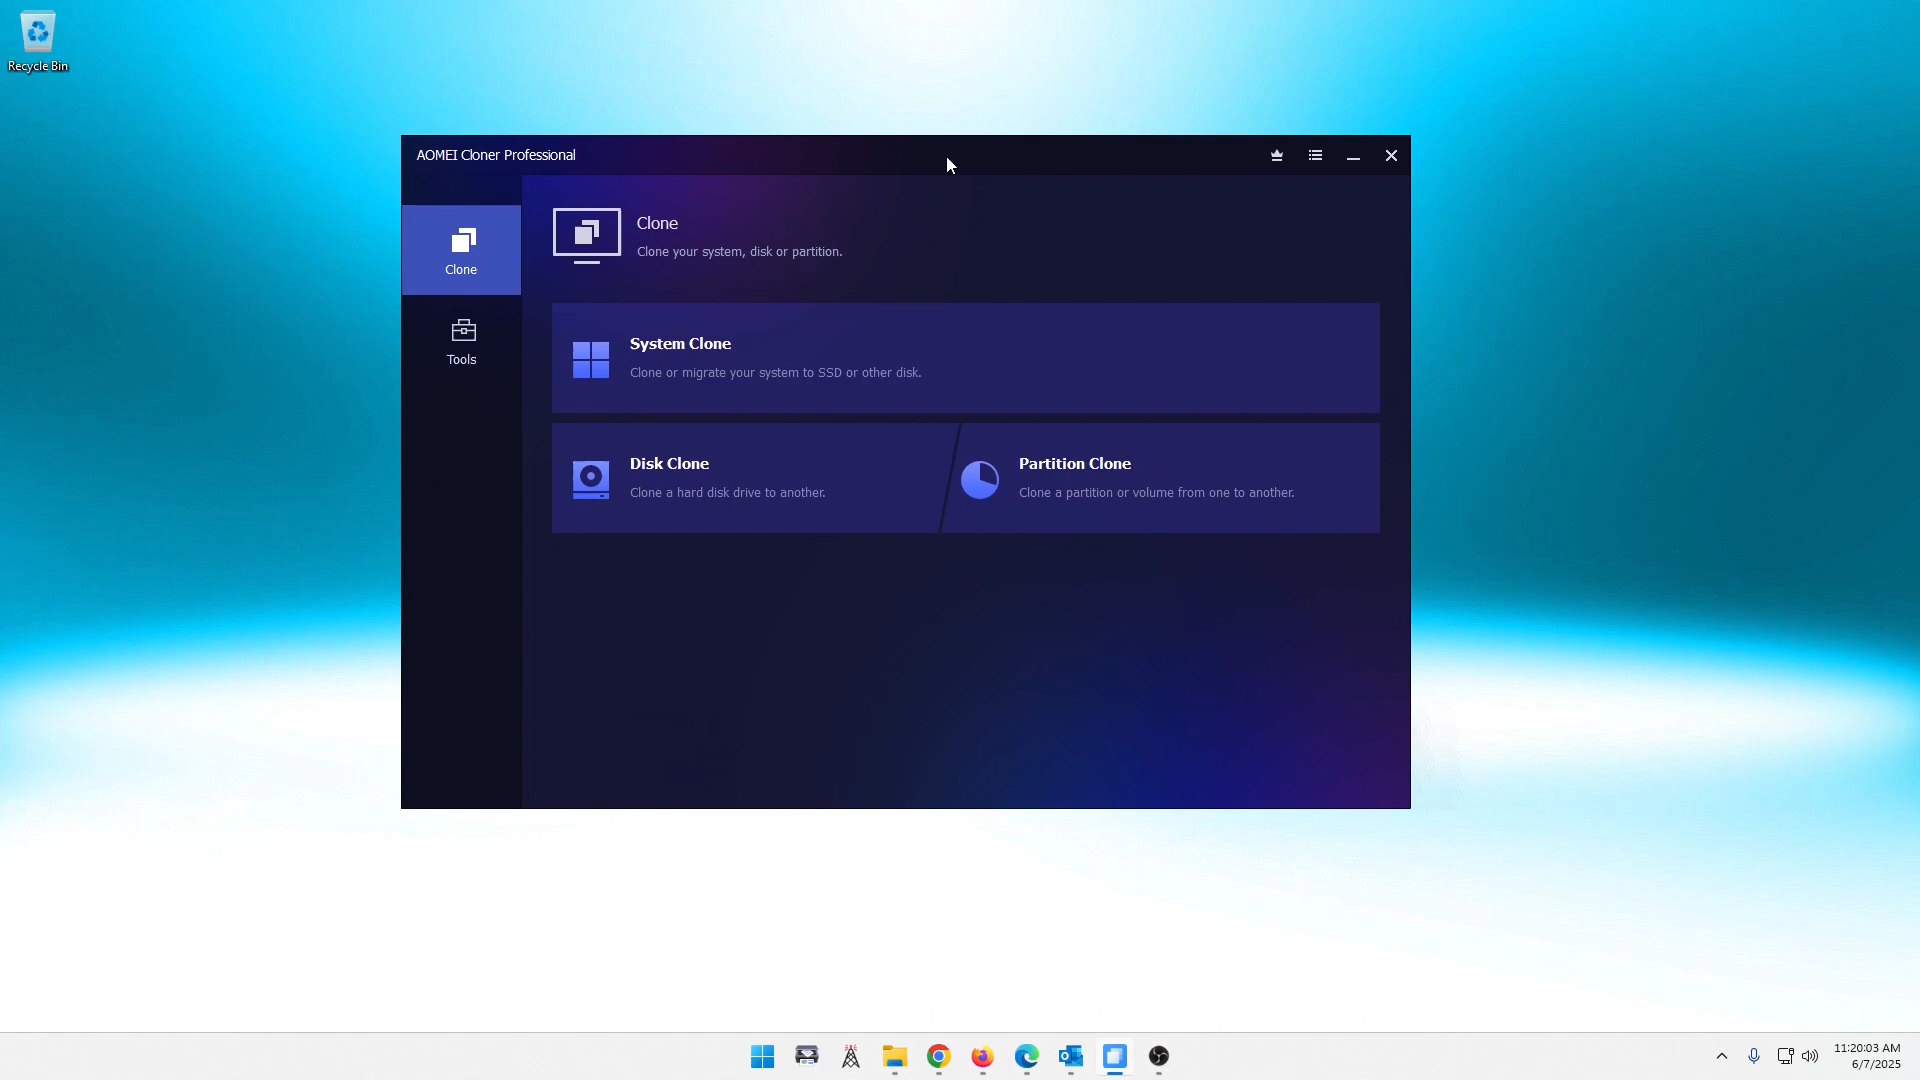 Recycle Bin
AOMEI Cloner Professional
Clone
Clone your system, disk or partition.
Clone
Tools
System Clone
Clone or migrate your system to SSD or other disk.
Disk Clone
Clone a hard disk drive to another.
Partition Clone
Clone a partition or volume from one to another.
11:20:03 AM
6/7/2025